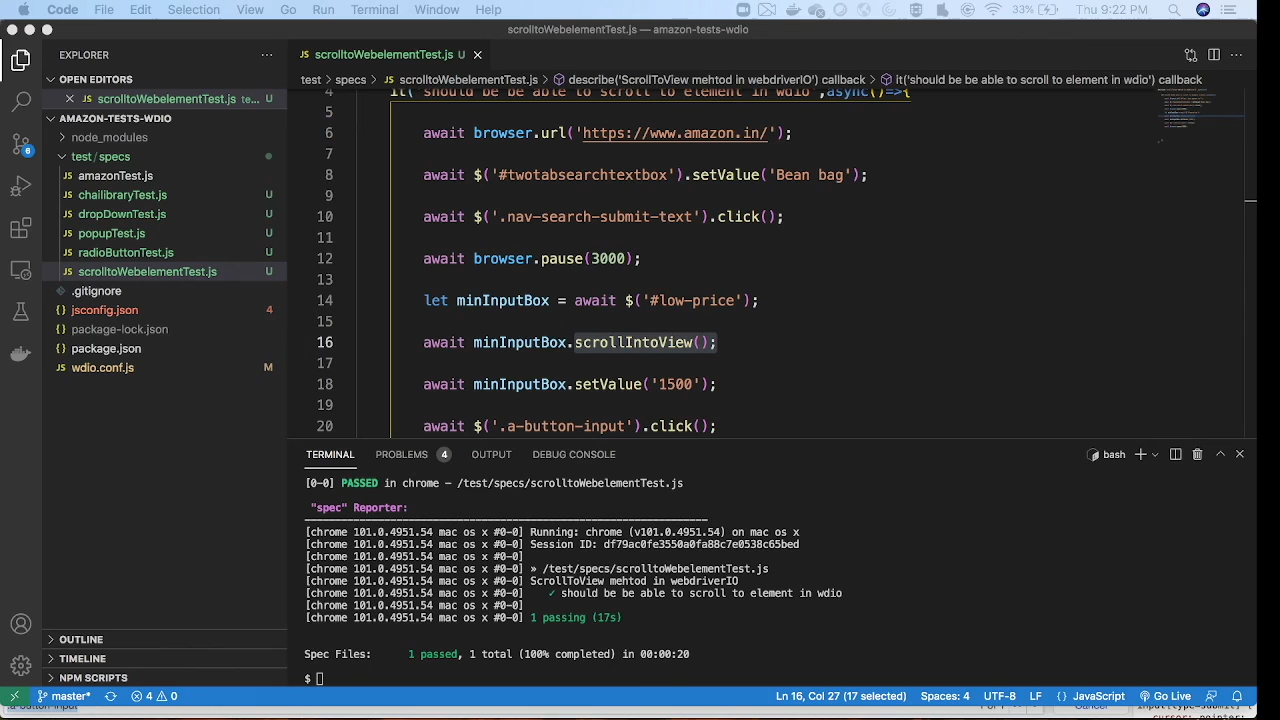 Code File Edit Selection View Go Run Terminal Window Help 33% Thu 9:22 PM
scrolltoWebelementTest.js — amazon-tests-wdio
EXPLORER
OPEN EDITORS
scrolltoWebelementTest.js te... U
AMAZON-TESTS-WDIO
node_modules
test/specs
amazonTest.js
chailibraryTest.js U
dropDownTest.js U
popupTest.js U
radioButtonTest.js U
scrolltoWebelementTest.js U
.gitignore
jsconfig.json 4
package-lock.json
package.json
wdio.conf.js M
OUTLINE
TIMELINE
NPM SCRIPTS
6
scrolltoWebelementTest.js U
test > specs > scrolltoWebelementTest.js > describe('ScrollToView mehtod in webdriverIO') callback > it('should be be able to scroll to element in wdio') callback
4 it('should be be able to scroll to element in wdio',async()=>{
5
6 await browser.url('https://www.amazon.in/');
7
8 await $('#twotabsearchtextbox').setValue('Bean bag');
9
10 await $('.nav-search-submit-text').click();
11
12 await browser.pause(3000);
13
14 let minInputBox = await $('#low-price');
15
16 await minInputBox.scrollIntoView();
17
18 await minInputBox.setValue('1500');
19
20 await $('.a-button-input').click();
TERMINAL PROBLEMS 4 OUTPUT DEBUG CONSOLE bash
[0-0] PASSED in chrome - /test/specs/scrolltoWebelementTest.js
"spec" Reporter:
[chrome 101.0.4951.54 mac os x #0-0] Running: chrome (v101.0.4951.54) on mac os x
[chrome 101.0.4951.54 mac os x #0-0] Session ID: df79ac0fe3550a0fa88c7e0538c65bed
[chrome 101.0.4951.54 mac os x #0-0]
[chrome 101.0.4951.54 mac os x #0-0] » /test/specs/scrolltoWebelementTest.js
[chrome 101.0.4951.54 mac os x #0-0] ScrollToView mehtod in webdriverIO
[chrome 101.0.4951.54 mac os x #0-0] ✓ should be be able to scroll to element in wdio
[chrome 101.0.4951.54 mac os x #0-0]
[chrome 101.0.4951.54 mac os x #0-0] 1 passing (17s)
Spec Files: 1 passed, 1 total (100% completed) in 00:00:20
$
master* 4 0 Ln 16, Col 27 (17 selected) Spaces: 4 UTF-8 LF {} JavaScript Go Live